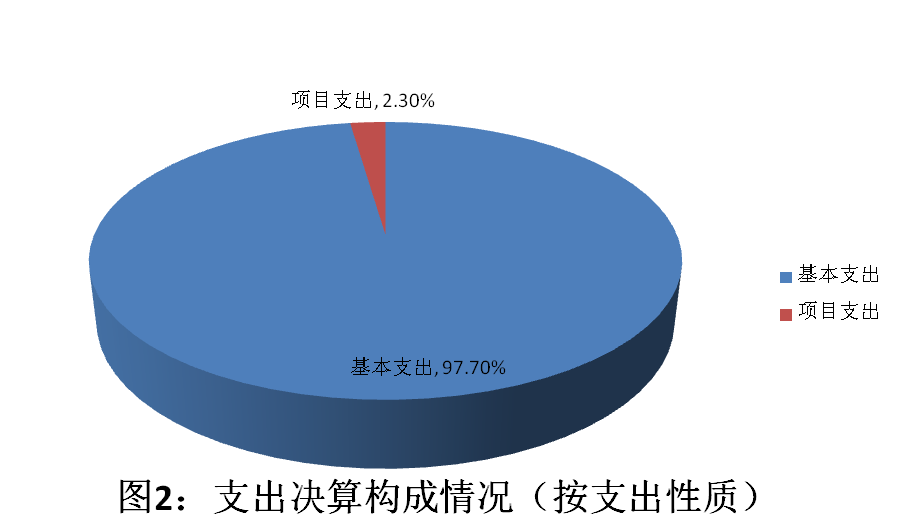 项目支出, 2.30%
基本支出
项目支出
基本支出, 97.70%
图2：支出决算构成情况（按支出性质）